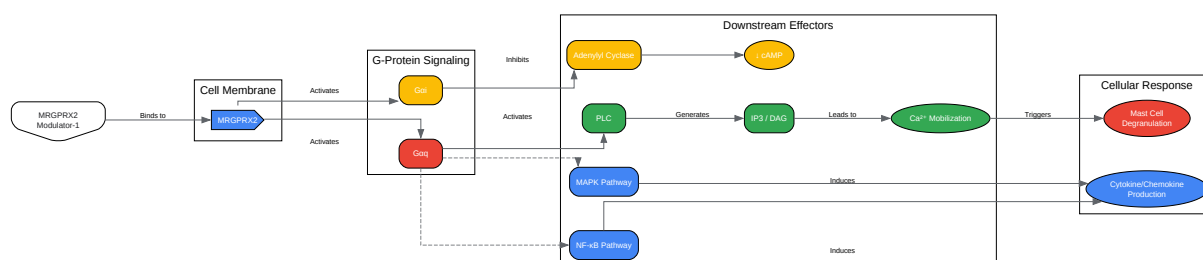 Downstream Effectors
Adenylyl Cyclase
↓ cAMP
G-Protein Signaling
Inhibits
Cell Membrane
Gαi
Activates
Cellular Response
MRGPRX2
Modulator-1
Binds to
MRGPRX2
Activates
PLC
Generates
IP3 / DAG
Leads to
Ca²⁺ Mobilization
Triggers
Mast Cell
Degranulation
Activates
Gαq
MAPK Pathway
Induces
Cytokine/Chemokine
Production
NF-κB Pathway
Induces